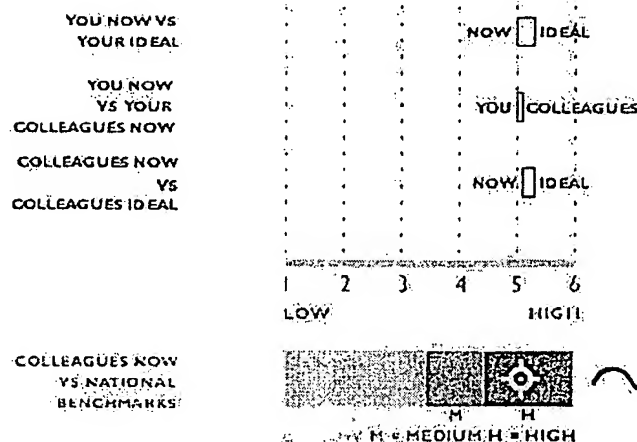 YOU NOW VS
YOUR IDEAL
NOW IDEAL
YOU NOW
VS YOUR
COLLEAGUES NOW
YOU COLLEAGUES
COLLEAGUES NOW
VS
COLLEAGUES IDEAL
NOW IDEAL
1 2 3 4 5 6
LOW HIGH
COLLEAGUES NOW
VS NATIONAL
BENCHMARKS
M H
M = MEDIUM H = HIGH